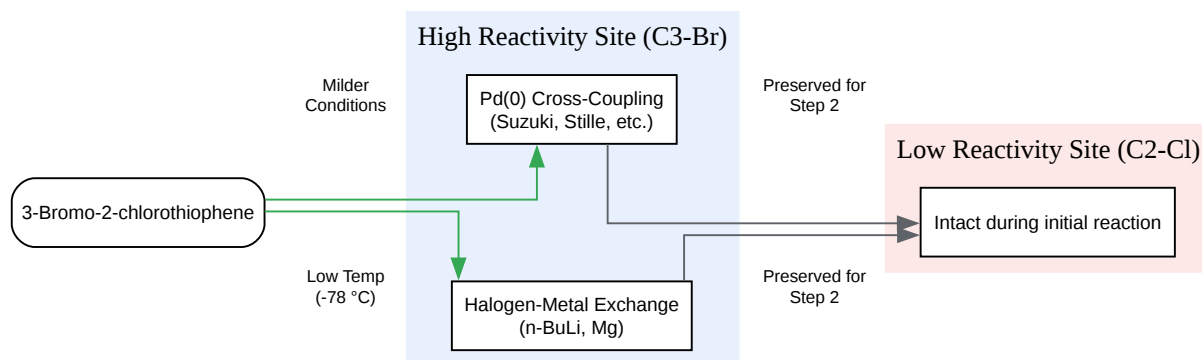 High Reactivity Site (C3-Br)
Milder
Conditions
Pd(0) Cross-Coupling
(Suzuki, Stille, etc.)
Preserved for
Step 2
Low Reactivity Site (C2-Cl)
3-Bromo-2-chlorothiophene
Intact during initial reaction
Low Temp
(-78 °C)
Halogen-Metal Exchange
(n-BuLi, Mg)
Preserved for
Step 2